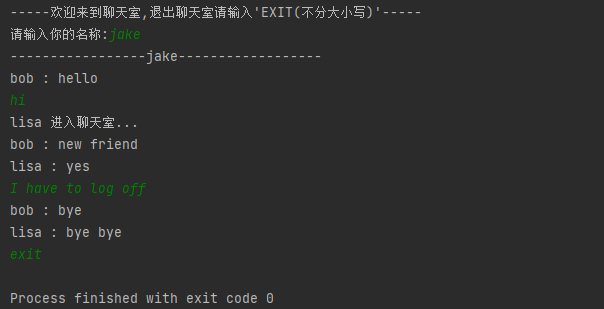 -----欢迎来到聊天室,退出聊天室请输入'EXIT(不分大小写)'-----
请输入你的名称:jake
-----------------jake------------------
bob : hello
hi
lisa 进入聊天室...
bob : new friend
lisa : yes
I have to log off
bob : bye
lisa : bye bye
exit
Process finished with exit code 0